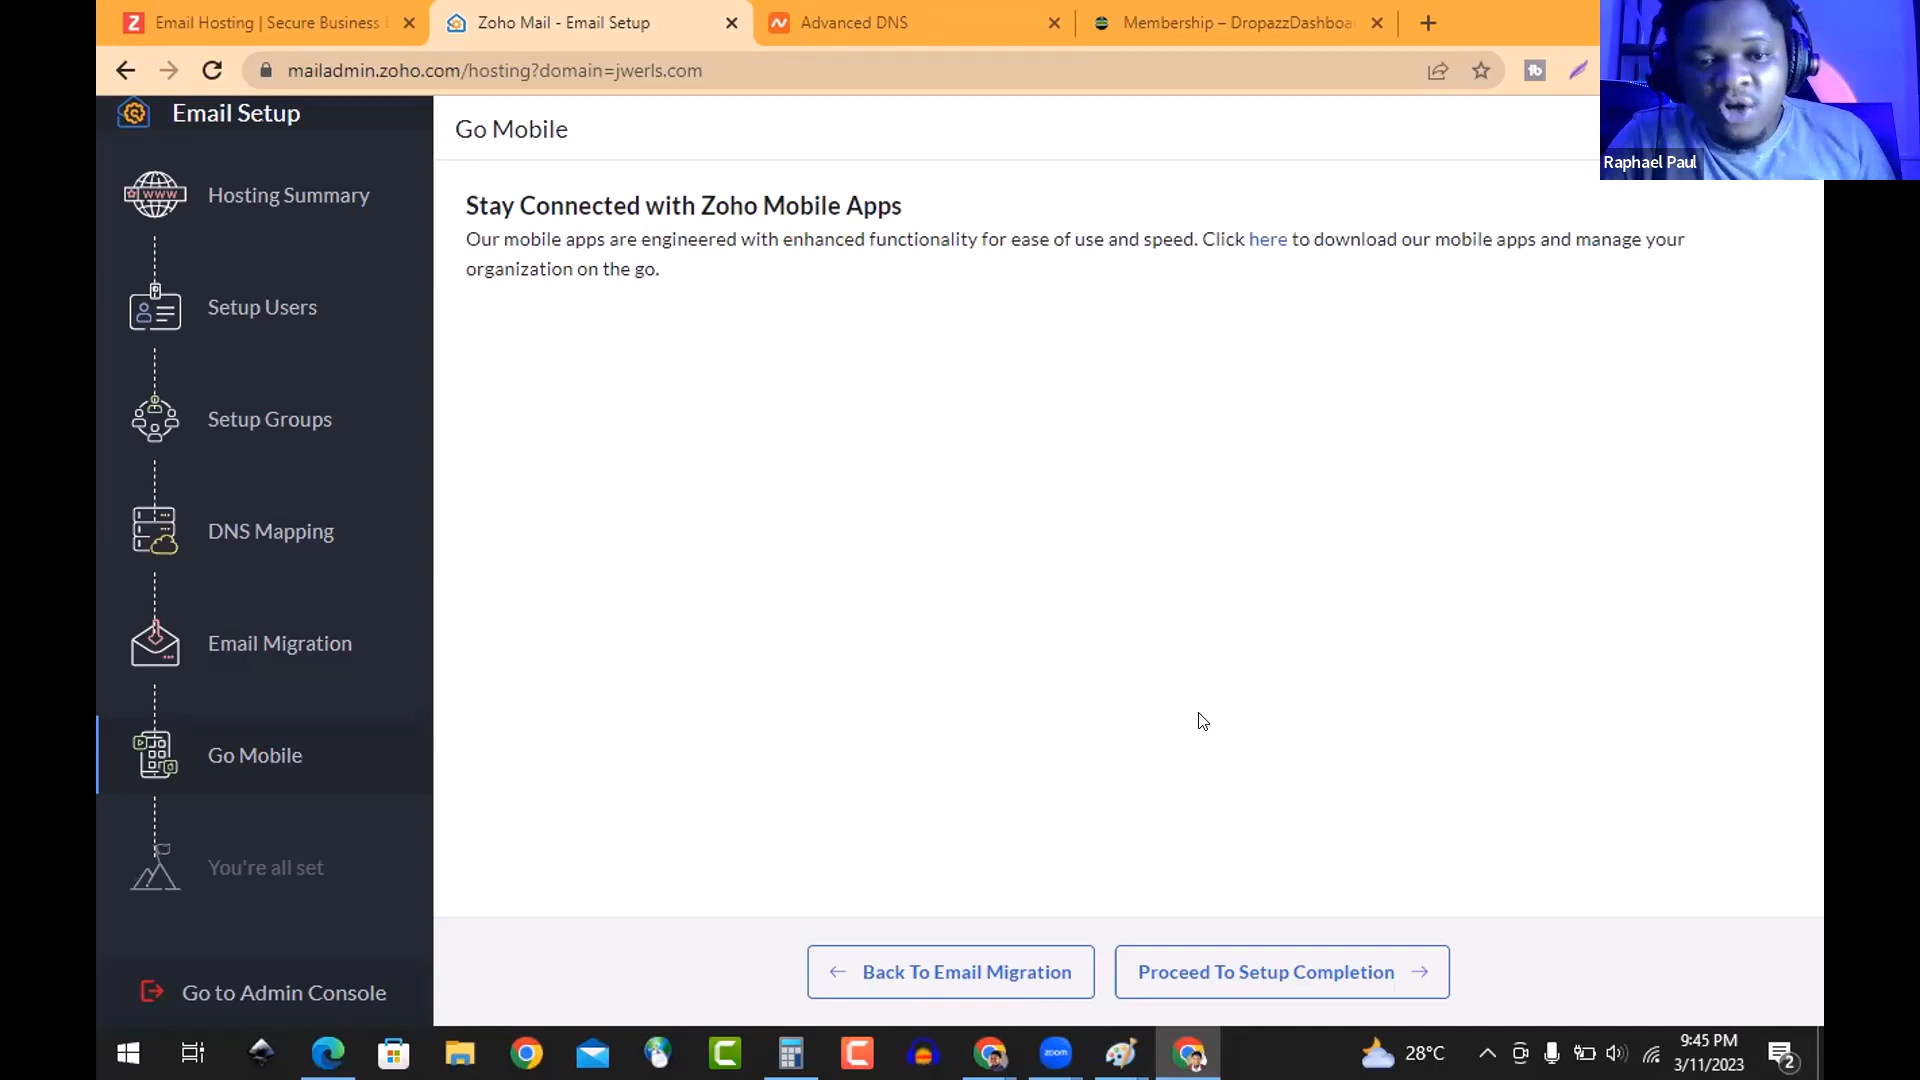 Email Hosting | Secure Business
Zoho Mail - Email Setup
Advanced DNS
Membership – DropazzDashboa
mailadmin.zoho.com/hosting?domain=jwerls.com
tb
Raphael Paul
Email Setup
WWW
Hosting Summary
Setup Users
Setup Groups
DNS Mapping
Email Migration
Go Mobile
You're all set
Go to Admin Console
Go Mobile
Stay Connected with Zoho Mobile Apps
Our mobile apps are engineered with enhanced functionality for ease of use and speed. Click here to download our mobile apps and manage your
organization on the go.
← Back To Email Migration
Proceed To Setup Completion →
zoom
28°C
9:45 PM
3/11/2023
2